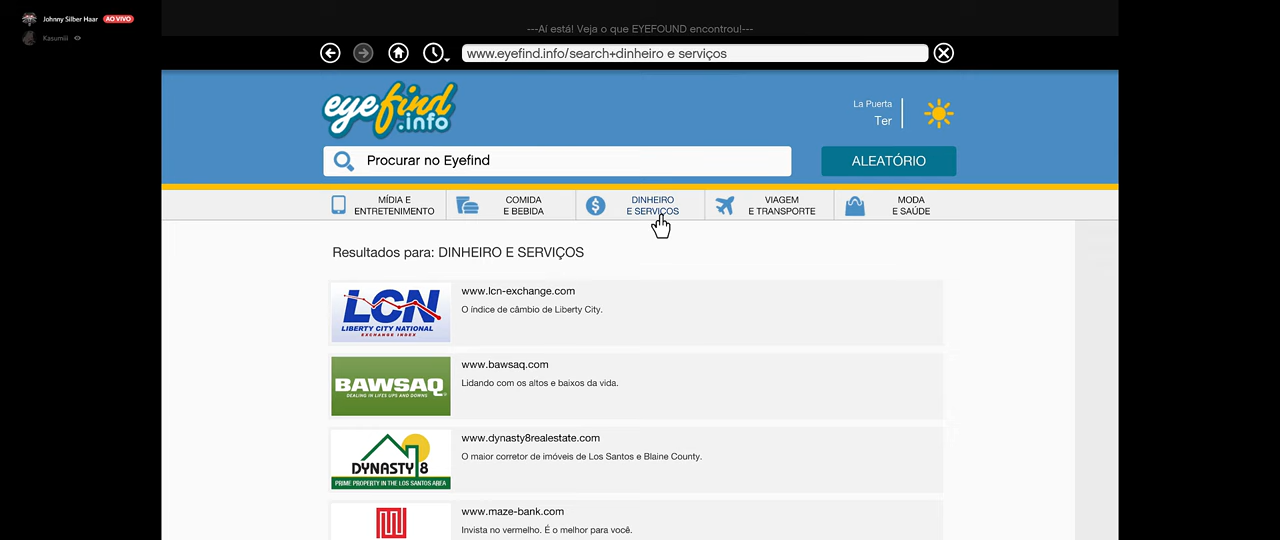 Johnny Silber Haar AO VIVO
Kasumiii
---Aí está! Veja o que EYEFOUND encontrou!---
www.eyefind.info/search+dinheiro e serviços
eyefind
.info
La Puerta
Ter
Procurar no Eyefind
ALEATÓRIO
MÍDIA E
ENTRETENIMENTO
COMIDA
E BEBIDA
DINHEIRO
E SERVIÇOS
VIAGEM
E TRANSPORTE
MODA
E SAÚDE
Resultados para: DINHEIRO E SERVIÇOS
LCN
LIBERTY CITY NATIONAL
EXCHANGE INDEX
www.lcn-exchange.com
O índice de câmbio de Liberty City.
BAWSAQ
DEALING IN LIFES UPS AND DOWNS
www.bawsaq.com
Lidando com os altos e baixos da vida.
DYNASTY 8
PRIME PROPERTY IN THE LOS SANTOS AREA
www.dynasty8realestate.com
O maior corretor de imóveis de Los Santos e Blaine County.
www.maze-bank.com
Invista no vermelho. É o melhor para você.